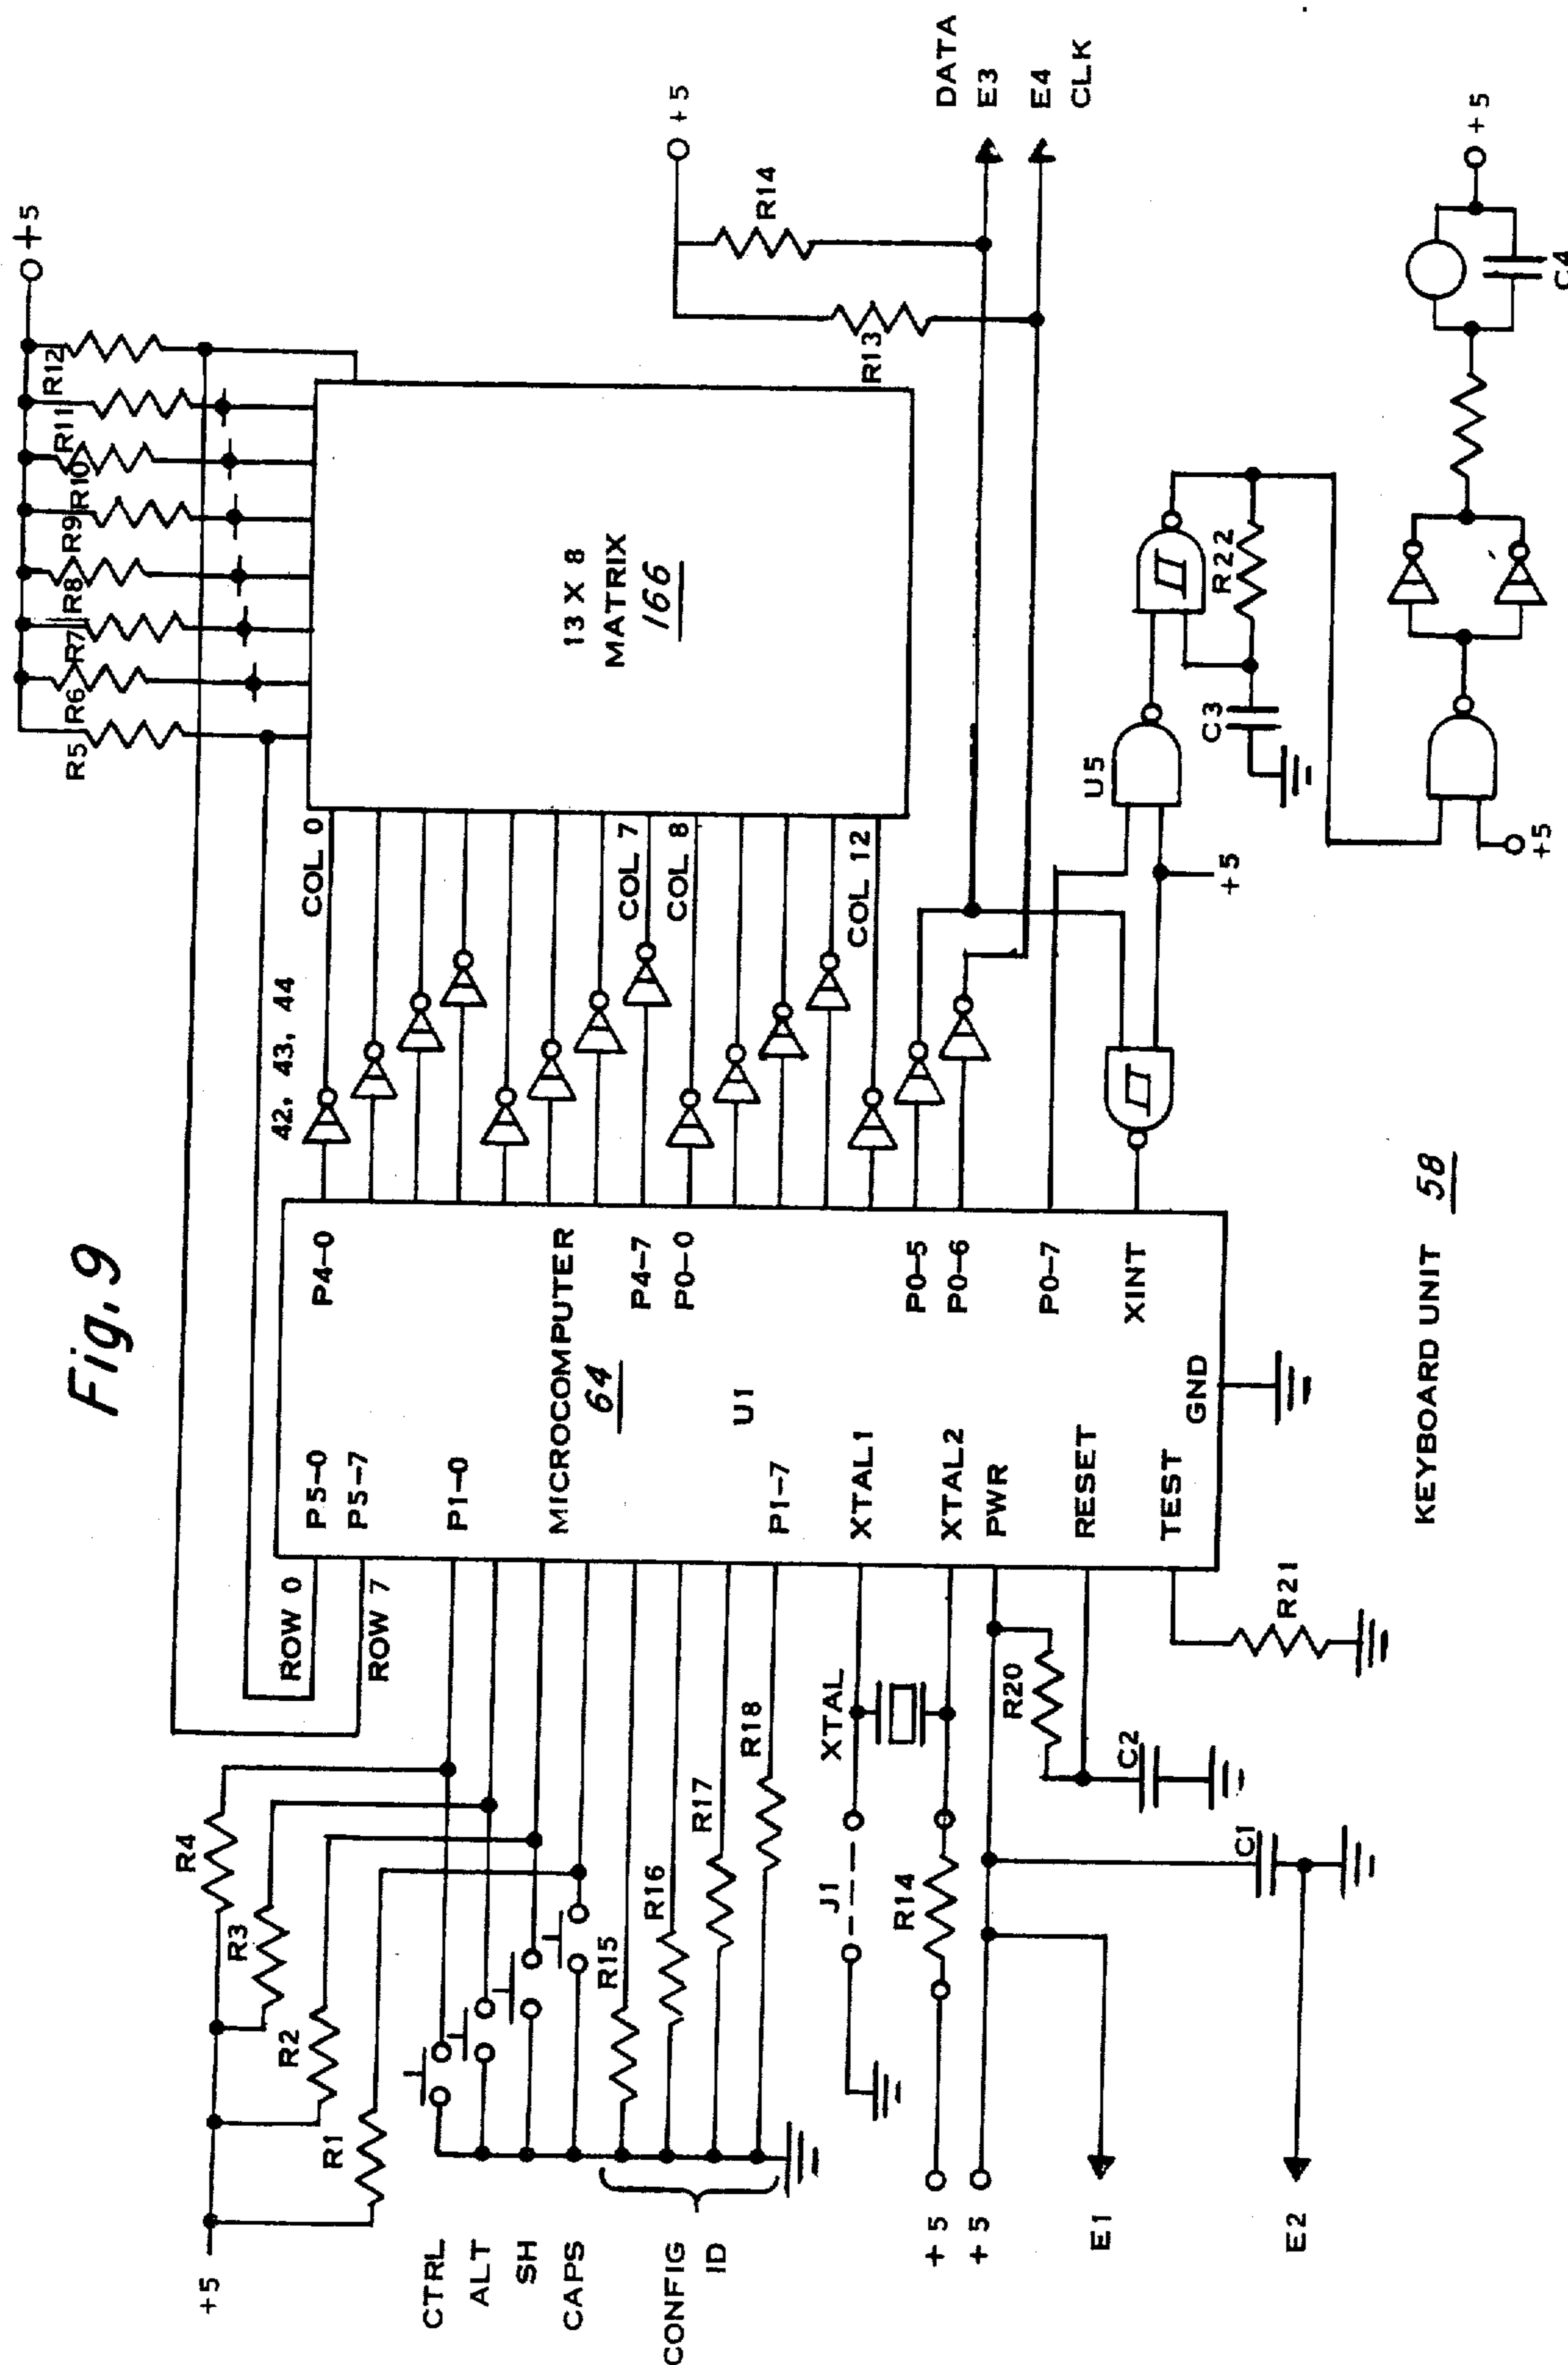 Fig. 9
+5
R5
R6
R7
R8
R9
R10
R11
R12
ROW 0
ROW 7
42, 43, 44
COL 0
COL 7
COL 8
COL 12
13 X 8
MATRIX
166
+5
R13
R14
DATA
E3
E4
CLK
+5
R4
R3
R2
R1
CTRL
ALT
SH
CAPS
CONFIG
ID
R15
R16
R17
R18
P5-0
P5-7
P1-0
P1-7
XTAL1
XTAL2
PWR
RESET
TEST
GND
MICROCOMPUTER
64
U1
P4-0
P4-7
P0-0
P0-5
P0-6
P0-7
XINT
XTAL
J1
R14
+5
+5
E1
E2
C1
C2
R20
R21
U5
+5
C3
R22
+5
C4
+5
KEYBOARD UNIT 58